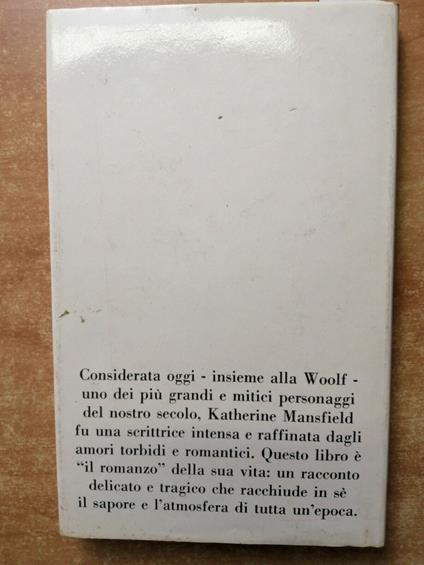 Considerata oggi - insieme alla Woolf -
uno dei più grandi e mitici personaggi
del nostro secolo, Katherine Mansfield
fu una scrittrice intensa e raffinata dagli
amori torbidi e romantici. Questo libro è
“il romanzo” della sua vita: un racconto
delicato e tragico che racchiude in sè
il sapore e l’atmosfera di tutta un’epoca.